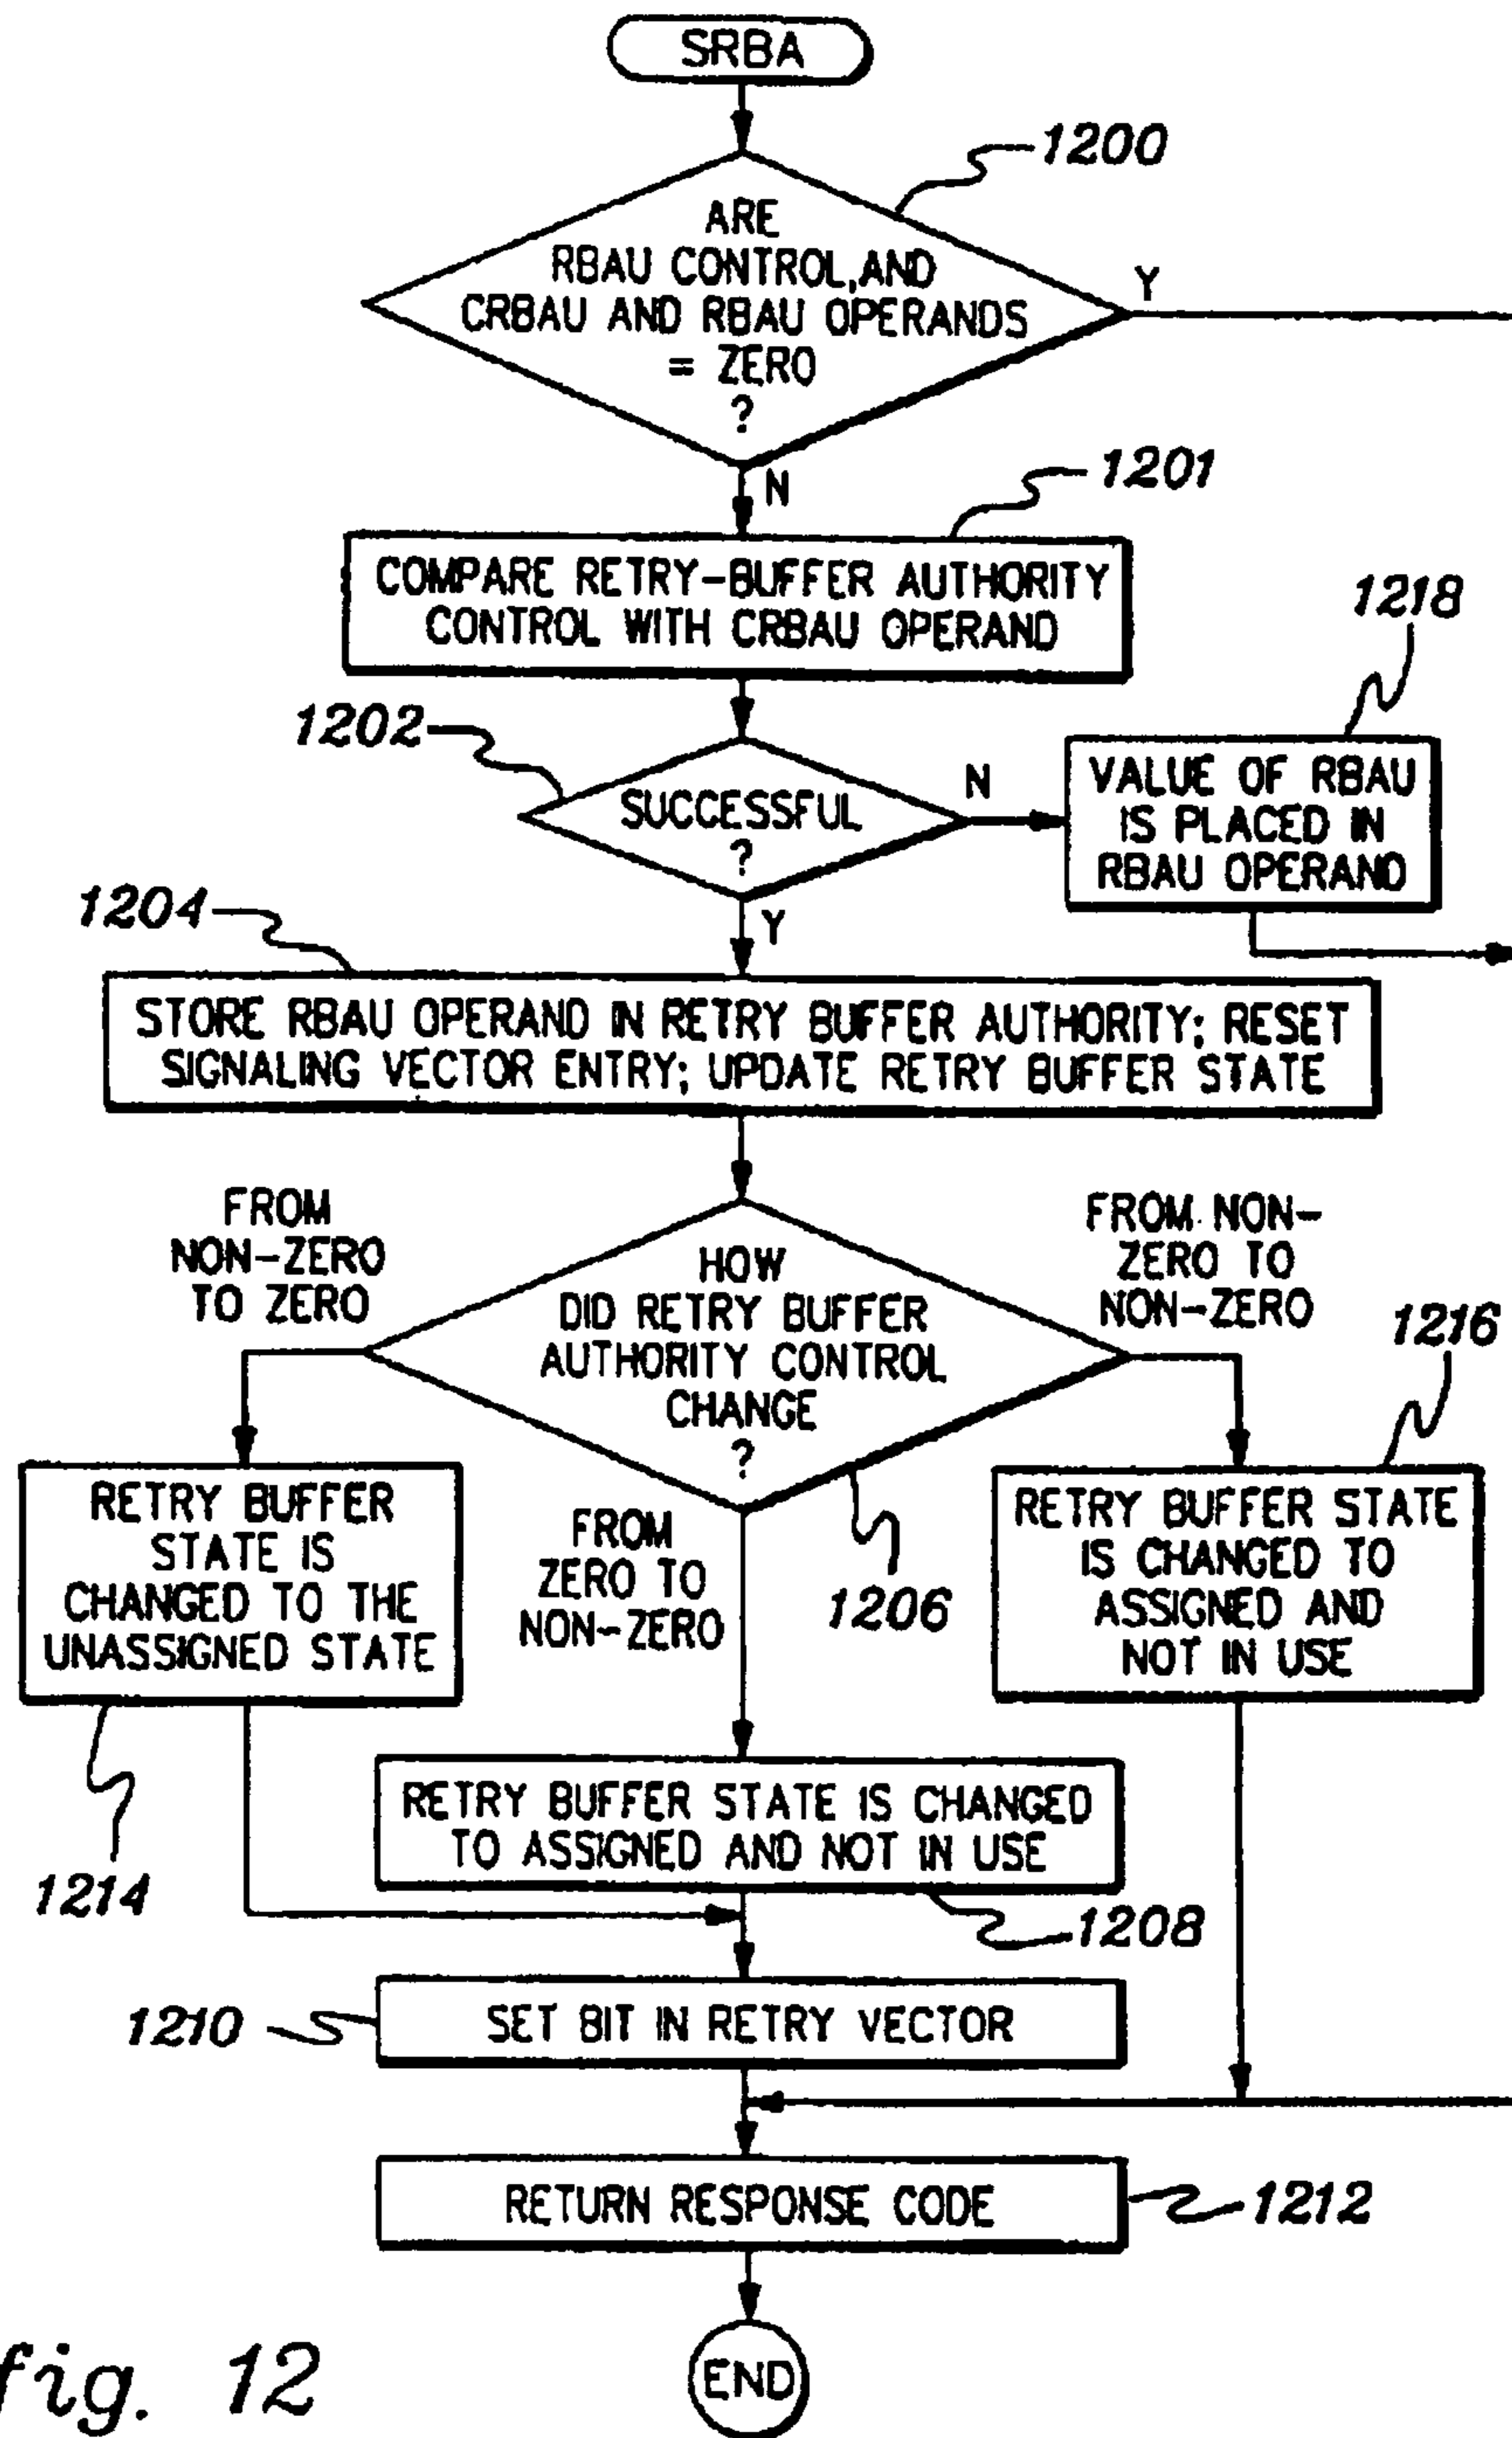 SRBA
1200
ARE
RBAU CONTROL,AND
CRBAU AND RBAU OPERANDS
= ZERO
?
Y
N
1201
COMPARE RETRY-BUFFER AUTHORITY
CONTROL WITH CRBAU OPERAND
1218
1202
SUCCESSFUL
?
N
VALUE OF RBAU
IS PLACED IN
RBAU OPERAND
Y
1204
STORE RBAU OPERAND IN RETRY BUFFER AUTHORITY; RESET
SIGNALING VECTOR ENTRY; UPDATE RETRY BUFFER STATE
FROM
NON-ZERO
TO ZERO
HOW
DID RETRY BUFFER
AUTHORITY CONTROL
CHANGE
?
FROM NON-
ZERO TO
NON-ZERO
1216
RETRY BUFFER
STATE IS
CHANGED TO THE
UNASSIGNED STATE
FROM
ZERO TO
NON-ZERO
1206
RETRY BUFFER STATE
IS CHANGED TO
ASSIGNED AND
NOT IN USE
1214
RETRY BUFFER STATE IS CHANGED
TO ASSIGNED AND NOT IN USE
1208
1210
SET BIT IN RETRY VECTOR
RETURN RESPONSE CODE
1212
END
fig. 12